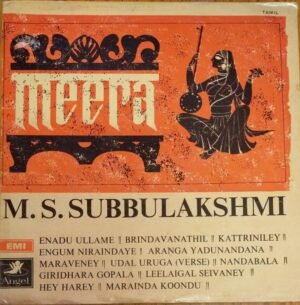 TAMIL
meera
M. S. SUBBULAKSHMI
ENADU ULLAME || BRINDAVANATHIL || KATTRINILEY ||
ENGUM NIRAINDAYE || ARANGA YADUNANDANA ||
MARAVENEY || UDAL URUGA (VERSE) || NANDABALA ||
GIRIDHARA GOPALA || LEELAIGAL SEIVANEY ||
HEY HAREY || MARAINDA KOONDU ||
EMI
Angel